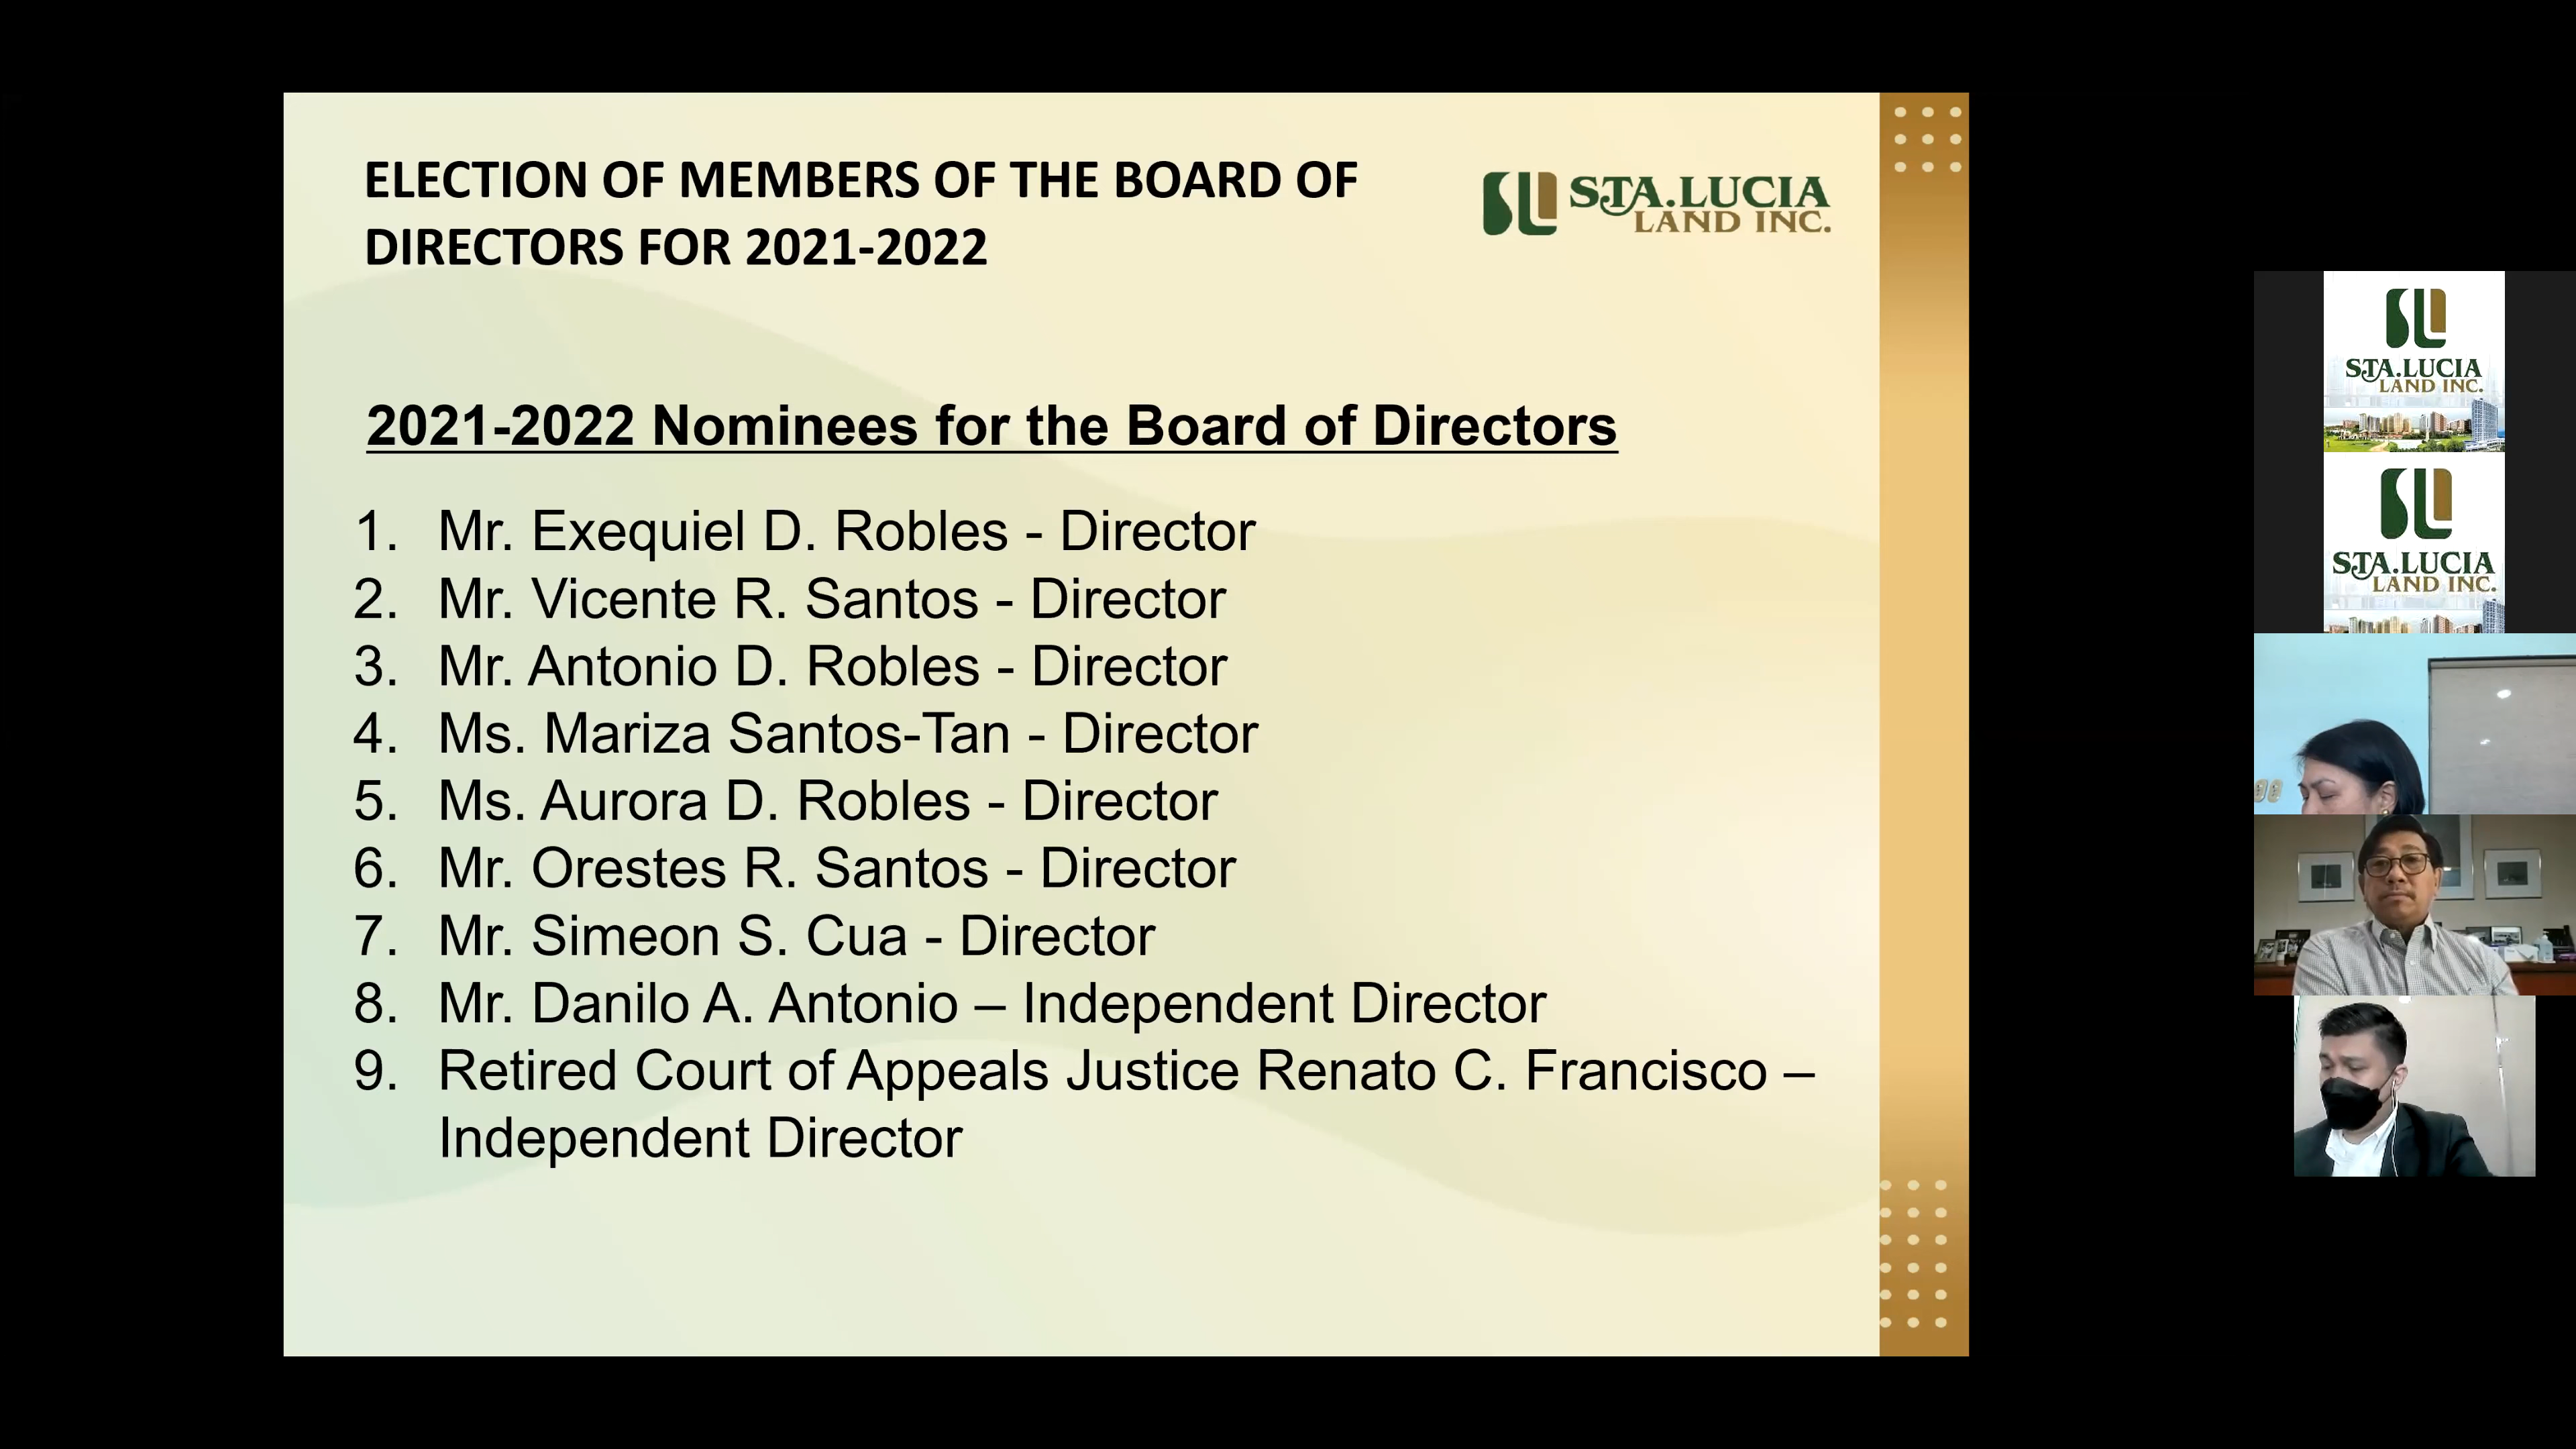 ELECTION OF MEMBERS OF THE BOARD OF
DIRECTORS FOR 2021-2022
STA.LUCIA
LAND INC.
2021-2022 Nominees for the Board of Directors
1. Mr. Exequiel D. Robles - Director
2. Mr. Vicente R. Santos - Director
3. Mr. Antonio D. Robles - Director
4. Ms. Mariza Santos-Tan - Director
5. Ms. Aurora D. Robles - Director
6. Mr. Orestes R. Santos - Director
7. Mr. Simeon S. Cua - Director
8. Mr. Danilo A. Antonio – Independent Director
9. Retired Court of Appeals Justice Renato C. Francisco –
Independent Director
STA.LUCIA
LAND INC.
STA.LUCIA
LAND INC.